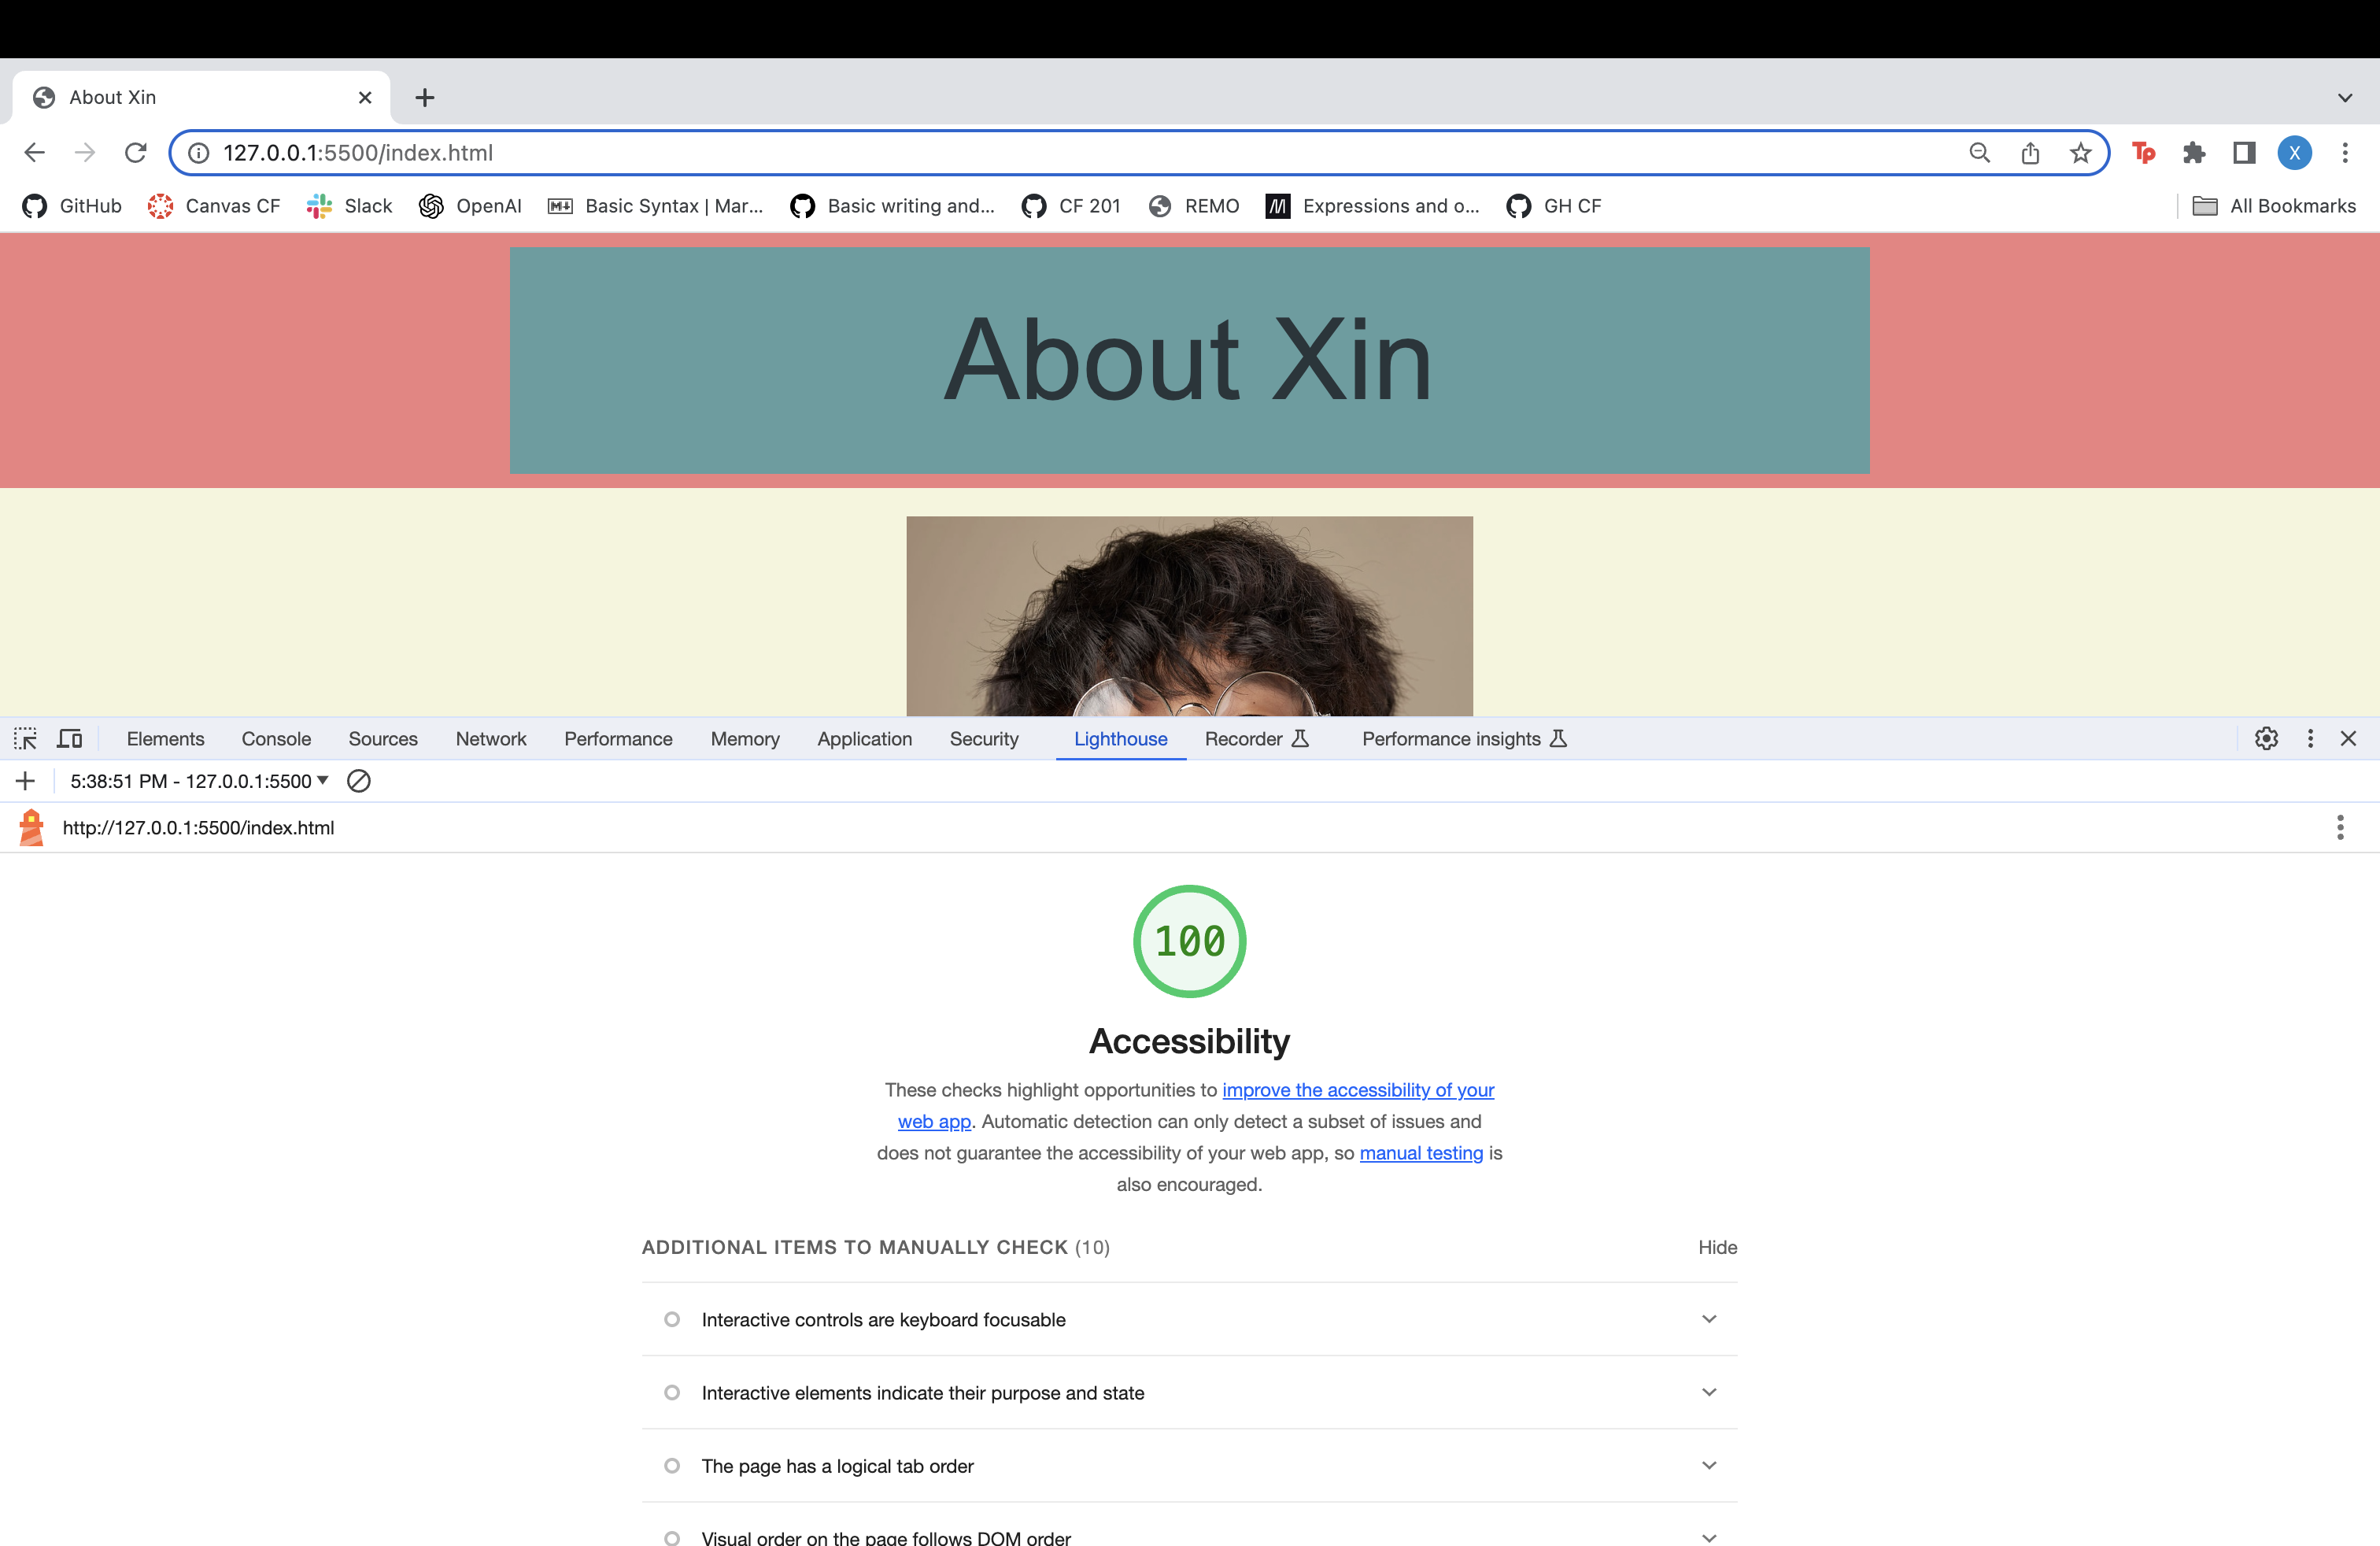 About Xin
127.0.0.1:5500/index.html
Tp
X
GitHub Canvas CF Slack OpenAI M Basic Syntax | Mar... Basic writing and... CF 201 REMO M Expressions and o... GH CF All Bookmarks
About Xin
Elements Console Sources Network Performance Memory Application Security Lighthouse Recorder Performance insights
5:38:51 PM - 127.0.0.1:5500
http://127.0.0.1:5500/index.html
100
Accessibility
These checks highlight opportunities to improve the accessibility of your
web app. Automatic detection can only detect a subset of issues and
does not guarantee the accessibility of your web app, so manual testing is
also encouraged.
ADDITIONAL ITEMS TO MANUALLY CHECK (10) Hide
Interactive controls are keyboard focusable
Interactive elements indicate their purpose and state
The page has a logical tab order
Visual order on the page follows DOM order